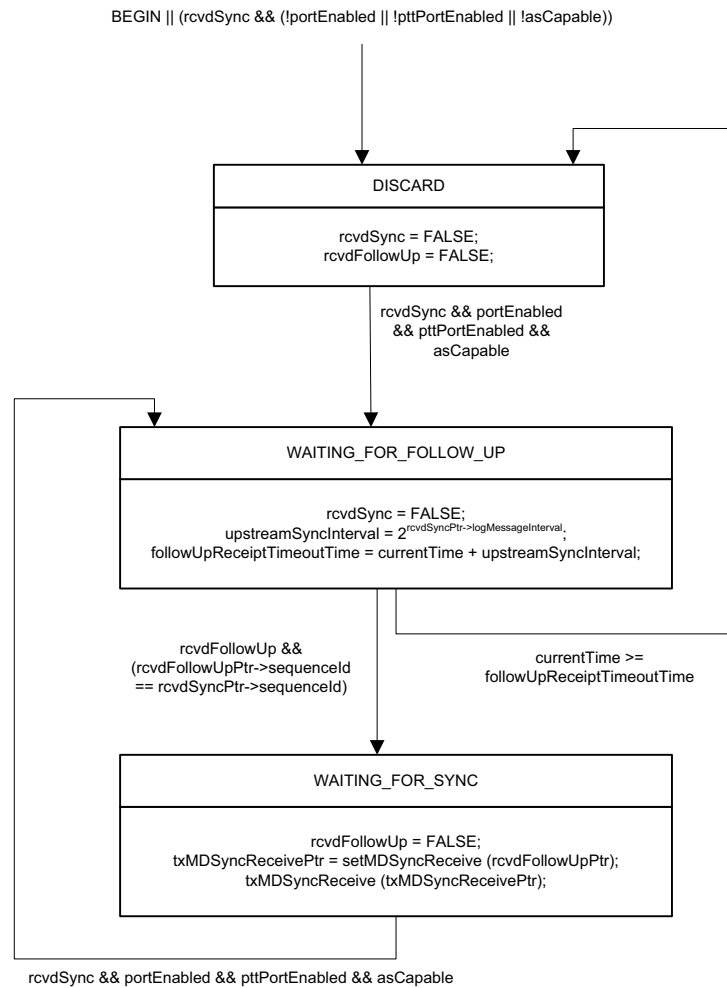 BEGIN || (rcvdSync && (!portEnabled || !pttPortEnabled || !asCapable))
DISCARD
rcvdSync = FALSE;
rcvdFollowUp = FALSE;
rcvdSync && portEnabled
&& pttPortEnabled &&
asCapable
WAITING_FOR_FOLLOW_UP
rcvdSync = FALSE;
upstreamSyncInterval = 2^rcvdSyncPtr->logMessageInterval;
followUpReceiptTimeoutTime = currentTime + upstreamSyncInterval;
rcvdFollowUp &&
(rcvdFollowUpPtr->sequenceId
== rcvdSyncPtr->sequenceId)
currentTime >=
followUpReceiptTimeoutTime
WAITING_FOR_SYNC
rcvdFollowUp = FALSE;
txMDSyncReceivePtr = setMDSyncReceive (rcvdFollowUpPtr);
txMDSyncReceive (txMDSyncReceivePtr);
rcvdSync && portEnabled && pttPortEnabled && asCapable